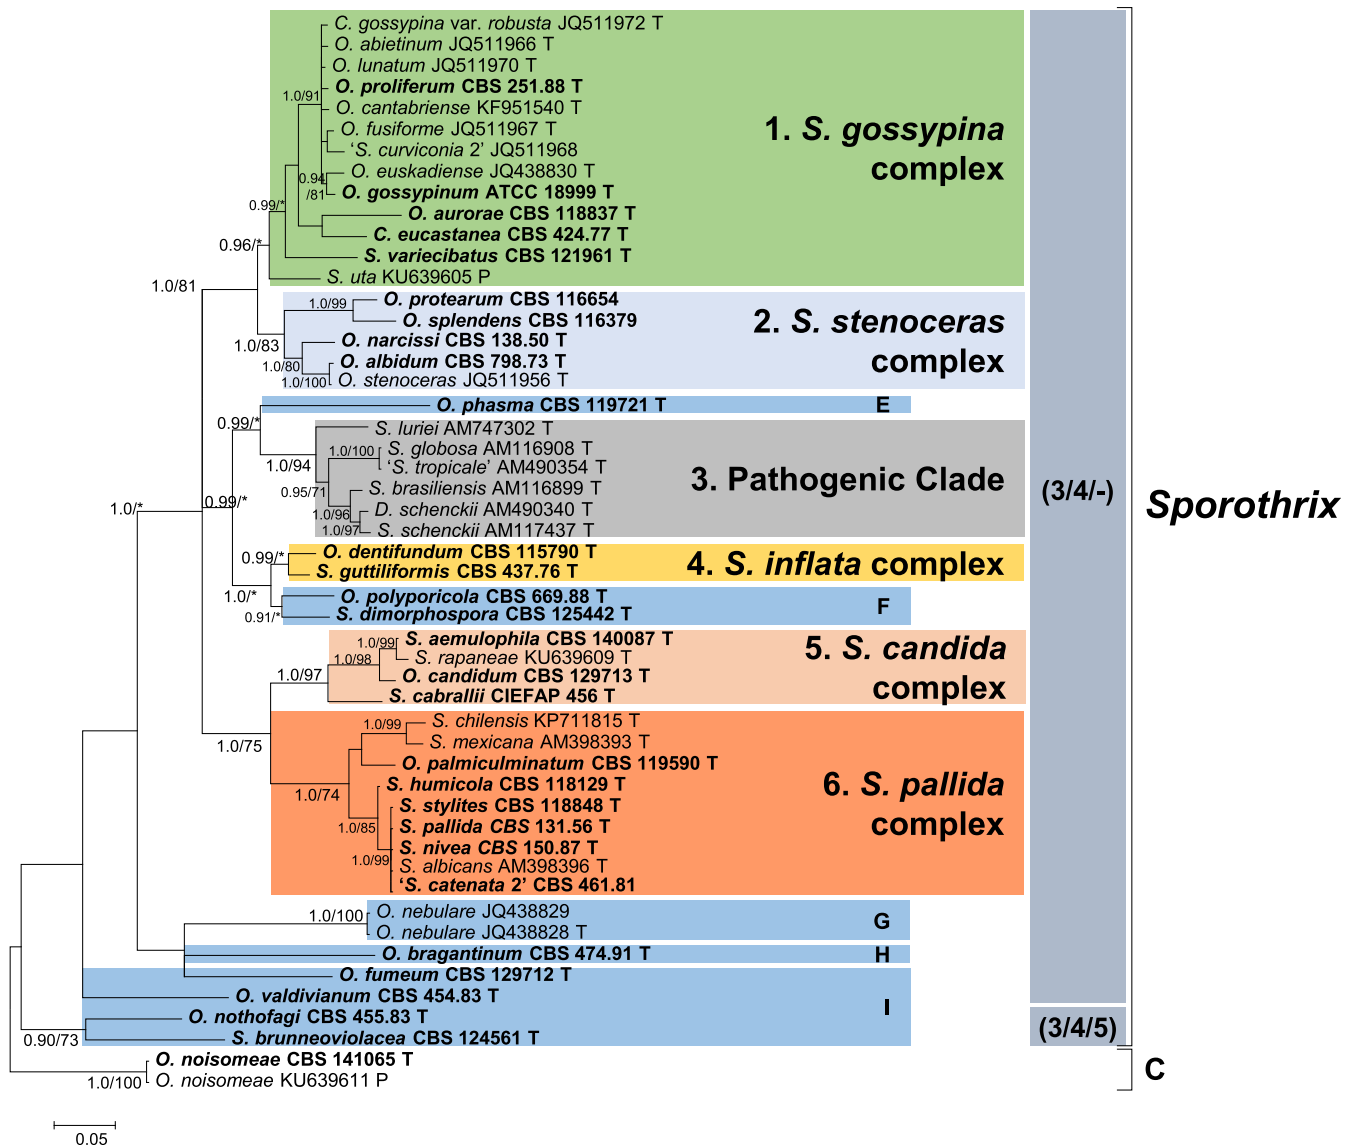 C. gossypina var. robusta JQ511972 T
O. abietinum JQ511966 T
O. lunatum JQ511970 T
O. proliferum CBS 251.88 T
1.0/91
O. cantabriense KF951540 T
O. fusiforme JQ511967 T
‘S. curviconia 2’ JQ511968
O. euskadiense JQ438830 T
0.94
/81
O. gossypinum ATCC 18999 T
0.99/*
O. aurorae CBS 118837 T
C. eucastanea CBS 424.77 T
0.96/*
S. variecibatus CBS 121961 T
S. uta KU639605 P
1. S. gossypina
complex
1.0/81
1.0/99
O. protearum CBS 116654
O. splendens CBS 116379
1.0/83
O. narcissi CBS 138.50 T
1.0/80
O. albidum CBS 798.73 T
1.0/100
O. stenoceras JQ511956 T
2. S. stenoceras
complex
O. phasma CBS 119721 T
E
0.99/*
S. luriei AM747302 T
1.0/94
1.0/100
S. globosa AM116908 T
‘S. tropicale’ AM490354 T
0.95/71
S. brasiliensis AM116899 T
1.0/96
D. schenckii AM490340 T
1.0/97
S. schenckii AM117437 T
3. Pathogenic Clade
(3/4/-)
Sporothrix
1.0/*
0.99/*
0.99/*
O. dentifundum CBS 115790 T
S. guttiliformis CBS 437.76 T
4. S. inflata complex
1.0/*
O. polyporicola CBS 669.88 T
0.91/*
S. dimorphospora CBS 125442 T
F
1.0/99
S. aemulophila CBS 140087 T
1.0/98
S. rapaneae KU639609 T
1.0/97
O. candidum CBS 129713 T
S. cabrallii CIEFAP 456 T
5. S. candida
complex
1.0/75
1.0/99
S. chilensis KP711815 T
S. mexicana AM398393 T
O. palmiculminatum CBS 119590 T
1.0/74
S. humicola CBS 118129 T
S. stylites CBS 118848 T
1.0/85
S. pallida CBS 131.56 T
S. nivea CBS 150.87 T
1.0/99
S. albicans AM398396 T
‘S. catenata 2’ CBS 461.81
6. S. pallida
complex
1.0/100
O. nebulare JQ438829
O. nebulare JQ438828 T
G
O. bragantinum CBS 474.91 T
H
O. fumeum CBS 129712 T
O. valdivianum CBS 454.83 T
I
O. nothofagi CBS 455.83 T
0.90/73
S. brunneoviolacea CBS 124561 T
(3/4/5)
O. noisomeae CBS 141065 T
1.0/100
O. noisomeae KU639611 P
C
0.05